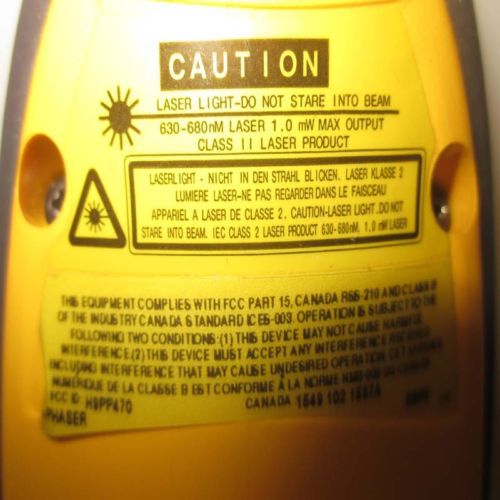 CAUTION
LASER LIGHT-DO NOT STARE INTO BEAM
630-680nM LASER 1.0 mW MAX OUTPUT
CLASS II LASER PRODUCT
LASERLIGHT - NICHT IN DEN STRAHL BLICKEN. LASER KLASSE 2
LUMIERE LASER-NE PAS REGARDER DANS LE FAISCEAU
APPARIEL A LASER DE CLASSE 2. CAUTION-LASER LIGHT.DO NOT
STARE INTO BEAM. IEC CLASS 2 LASER PRODUCT 630-680nM. 1.0 mW LASER
THIS EQUIPMENT COMPLIES WITH FCC PART 15, CANADA RSS-210 AND CLASS B
OF THE INDUSTRY CANADA STANDARD ICES-003. OPERATION IS SUBJECT TO THE
FOLLOWING TWO CONDITIONS:(1) THIS DEVICE MAY NOT CAUSE HARMFUL
INTERFERENCE(2) THIS DEVICE MUST ACCEPT ANY INTERFERENCE RECEIVED
INCLUDING INTERFERENCE THAT MAY CAUSE UNDESIRED OPERATION. CET APPAREIL
NUMÉRIQUE DE LA CLASSE B EST CONFORME À LA NORME DU CANADA
FCC ID: CANADA
PHASER